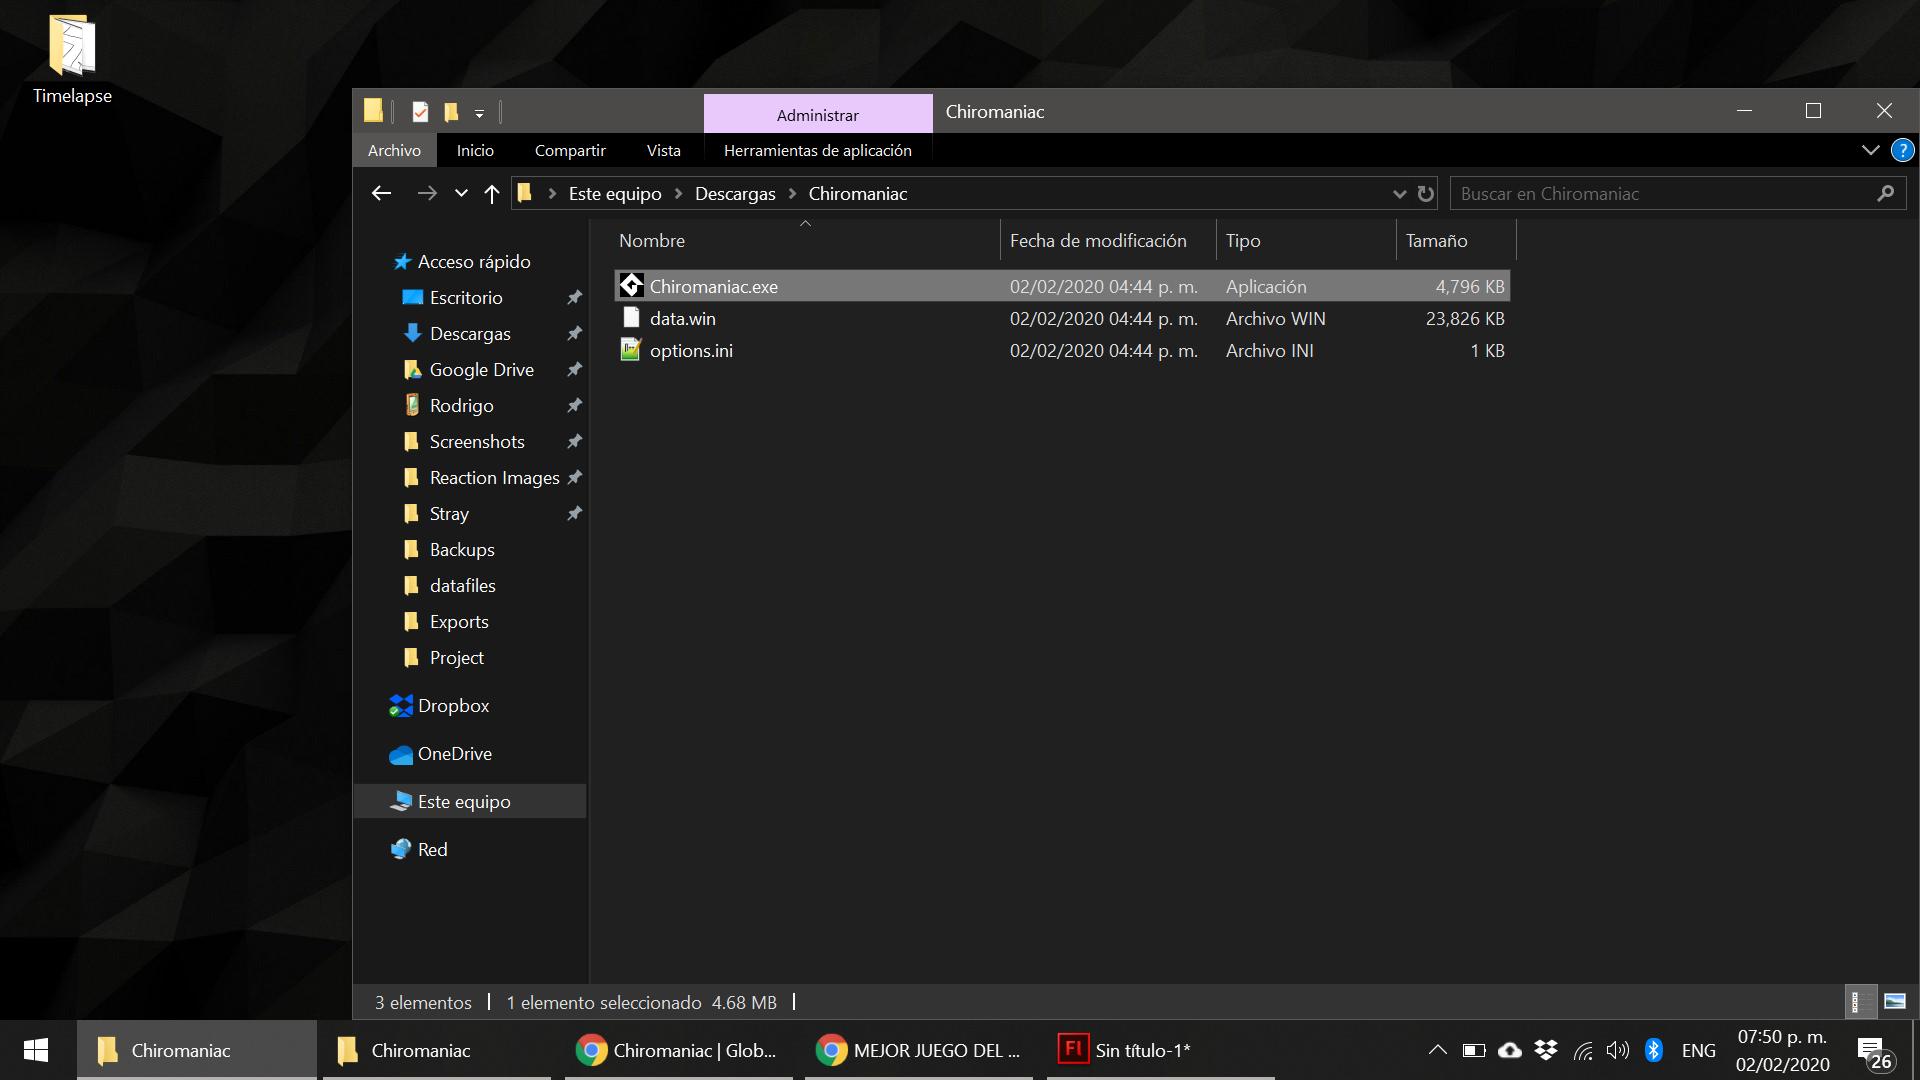 Timelapse
Administrar
Chiromaniac
Archivo Inicio Compartir Vista Herramientas de aplicación ?
Este equipo Descargas Chiromaniac Buscar en Chiromaniac
Nombre Fecha de modificación Tipo Tamaño
Chiromaniac.exe 02/02/2020 04:44 p. m. Aplicación 4,796 KB
data.win 02/02/2020 04:44 p. m. Archivo WIN 23,826 KB
options.ini 02/02/2020 04:44 p. m. Archivo INI 1 KB
Acceso rápido
Escritorio
Descargas
Google Drive
Rodrigo
Screenshots
Reaction Images
Stray
Backups
datafiles
Exports
Project
Dropbox
OneDrive
Este equipo
Red
3 elementos 1 elemento seleccionado 4.68 MB
Chiromaniac Chiromaniac Chiromaniac | Glob... MEJOR JUEGO DEL ... Fl Sin título-1* ENG
07:50 p. m.
02/02/2020
26